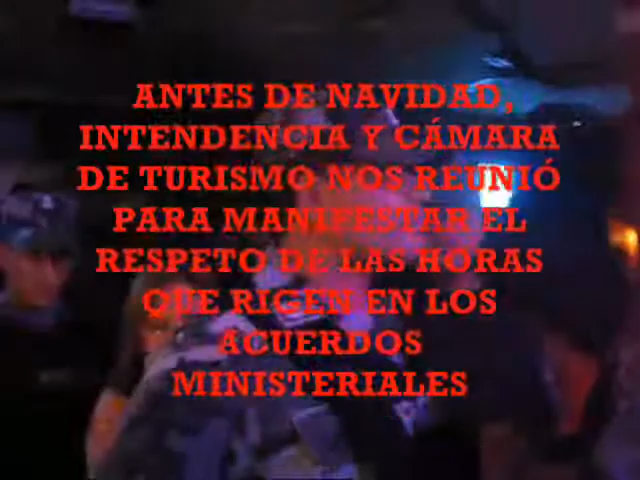 ANTES DE NAVIDAD,
INTENDENCIA Y CÁMARA
DE TURISMO NOS REUNIÓ
PARA MANIFESTAR EL
RESPETO DE LAS HORAS
QUE RIGEN EN LOS
ACUERDOS
MINISTERIALES